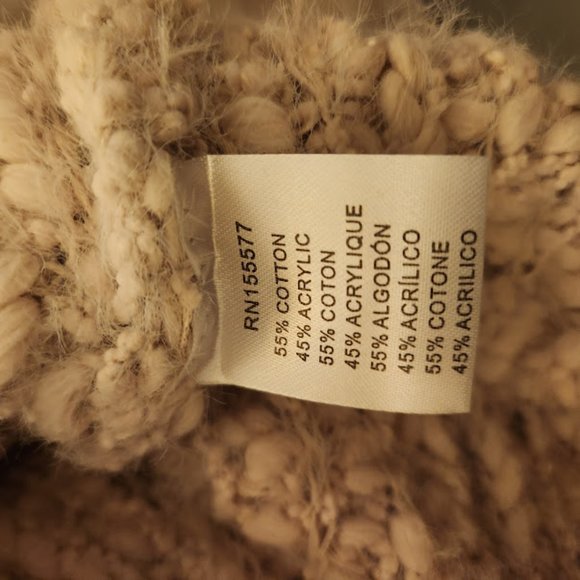 RN155577
55% COTTON
45% ACRYLIC
55% COTON
45% ACRYLIQUE
55% ALGODÓN
45% ACRÍLICO
55% COTONE
45% ACRILICO